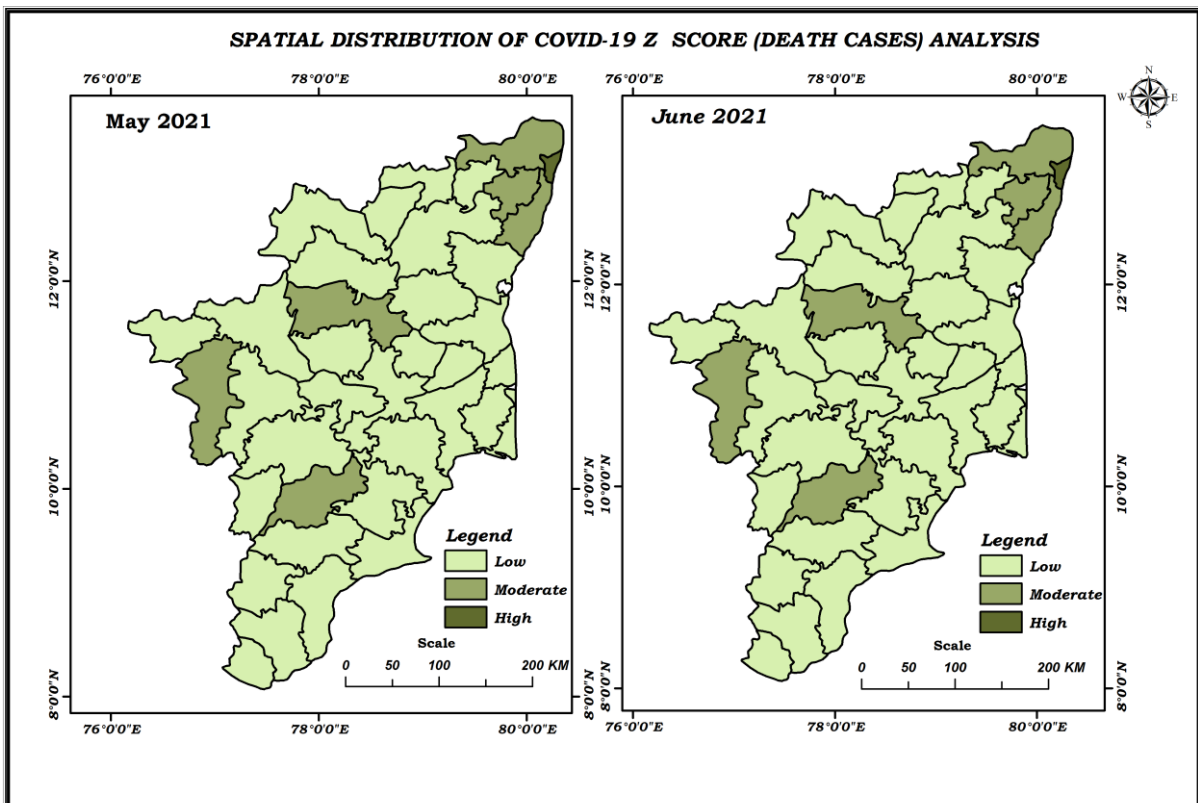 SPATIAL DISTRIBUTION OF COVID-19 Z SCORE (DEATH CASES) ANALYSIS
76°0'0"E 78°0'0"E 80°0'0"E
76°0'0"E 78°0'0"E 80°0'0"E
N
W E
S
May 2021
June 2021
12°0'0"N
12°0'0"N
12°0'0"N
12°0'0"N
10°0'0"N
10°0'0"N
10°0'0"N
10°0'0"N
8°0'0"N
8°0'0"N
8°0'0"N
8°0'0"N
Legend
Low
Moderate
High
Scale
0 50 100 200 KM
Legend
Low
Moderate
High
Scale
0 50 100 200 KM
76°0'0"E 78°0'0"E 80°0'0"E
76°0'0"E 78°0'0"E 80°0'0"E